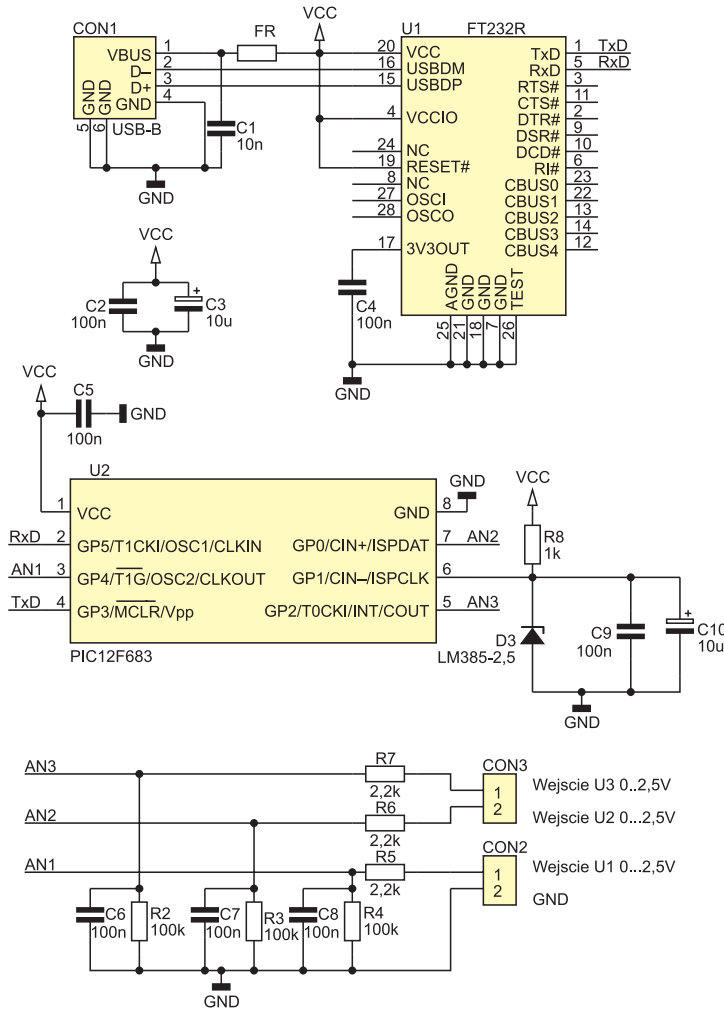 CON1
VBUS 1
D– 2
D+ 3
GND 4
GND 5
GND 6
USB-B
FR
VCC
C1
10n
GND
U1 FT232R
20 VCC
16 USBDM
15 USBDP
4 VCCIO
24 NC
19 RESET#
8 NC
27 OSCI
28 OSCO
17 3V3OUT
TxD 1 TxD
RxD 5 RxD
RTS# 3
CTS# 11
DTR# 2
DSR# 9
DCD# 10
RI# 6
CBUS0 23
CBUS1 22
CBUS2 13
CBUS3 14
CBUS4 12
AGND 25
GND 21
GND 18
GND 7
TEST 26
C4
100n
GND
VCC
C2
100n
+
C3
10u
GND
VCC
C5
100n
GND
U2
1 VCC
RxD 2 GP5/T1CKI/OSC1/CLKIN
AN1 3 GP4/T1G/OSC2/CLKOUT
TxD 4 GP3/MCLR/Vpp
GND 8
GND
GP0/CIN+/ISPDAT 7 AN2
GP1/CIN–/ISPCLK 6
GP2/T0CKI/INT/COUT 5 AN3
PIC12F683
VCC
R8
1k
D3
LM385-2,5
C9
100n
+
C10
10u
GND
AN3
R7
2,2k
AN2
R6
2,2k
AN1
R5
2,2k
CON3
1 Wejscie U3 0..2,5V
2 Wejscie U2 0...2,5V
CON2
1 Wejscie U1 0...2,5V
2 GND
C6
100n
R2
100k
C7
100n
R3
100k
C8
100n
R4
100k
GND